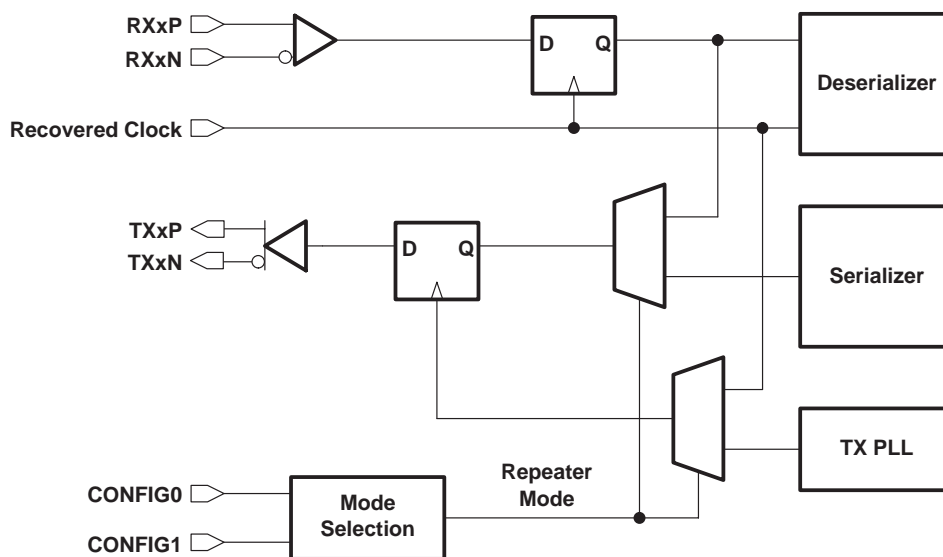 RXxP
RXxN
D Q
Deserializer
Recovered Clock
TXxP
TXxN
D Q
Serializer
TX PLL
Repeater
Mode
CONFIG0
CONFIG1
Mode
Selection